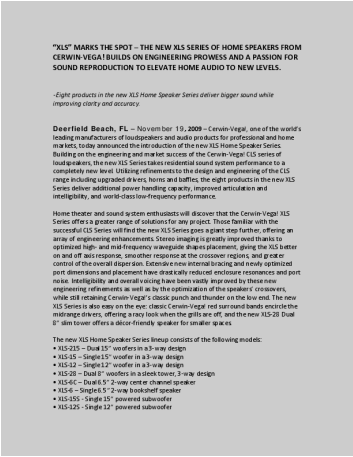 "XLS" MARKS THE SPOT – THE NEW XLS SERIES OF HOME SPEAKERS FROM
CERWIN-VEGA! BUILDS ON ENGINEERING PROWESS AND A PASSION FOR
SOUND REPRODUCTION TO ELEVATE HOME AUDIO TO NEW LEVELS.
-Eight products in the new XLS Home Speaker Series deliver bigger sound while
improving clarity and accuracy.
Deerfield Beach, FL – November 19, 2009 – Cerwin-Vega!, one of the world's
leading manufacturers of loudspeakers and audio products for professional and home
markets, today announced the introduction of the new XLS Home Speaker Series.
Building on the engineering and market success of the Cerwin-Vega! CLS series of
loudspeakers, the new XLS Series takes residential sound system performance to a
completely new level. Utilizing refinements to the design and engineering of the CLS
range including upgraded drivers, horns and baffles, the eight products in the new XLS
Series deliver additional power handling capacity, improved articulation and
intelligibility, and world-class low-frequency performance.
Home theater and sound system enthusiasts will discover that the Cerwin-Vega! XLS
Series offers a greater range of solutions for any project. Those familiar with the
successful CLS Series will find the new XLS Series goes a giant step further, offering an
array of engineering enhancements. Stereo imaging is greatly improved thanks to
optimized high- and mid-frequency waveguide shapes placement, giving the XLS better
on and off axis response, smoother response at the crossover regions, and greater
control of the overall dispersion. Extensive new internal bracing and newly optimized
port dimensions and placement have drastically reduced enclosure resonances and port
noise. Intelligibility and overall voicing have been vastly improved by these new
engineering refinements as well as by the optimization of the speakers' crossovers,
while still retaining Cerwin-Vega!'s classic punch and thunder on the low end. The new
XLS Series is also easy on the eye: classic Cerwin-Vega! red surround bands encircle the
midrange drivers, offering a racy look when the grills are off, and the new XLS-28 Dual
8" slim tower offers a décor-friendly speaker for smaller spaces.
The new XLS Home Speaker Series lineup consists of the following models:
• XLS-215 – Dual 15" woofers in a 3-way design
• XLS-15 – Single 15" woofer in a 3-way design
• XLS-12 – Single 12" woofer in a 3-way design
• XLS-28 – Dual 8" woofers in a sleek tower, 3-way design
• XLS-6C – Dual 6.5" 2-way center channel speaker
• XLS-6 – Single 6.5" 2-way bookshelf speaker
• XLS-15S - Single 15" powered subwoofer
• XLS-12S - Single 12" powered subwoofer